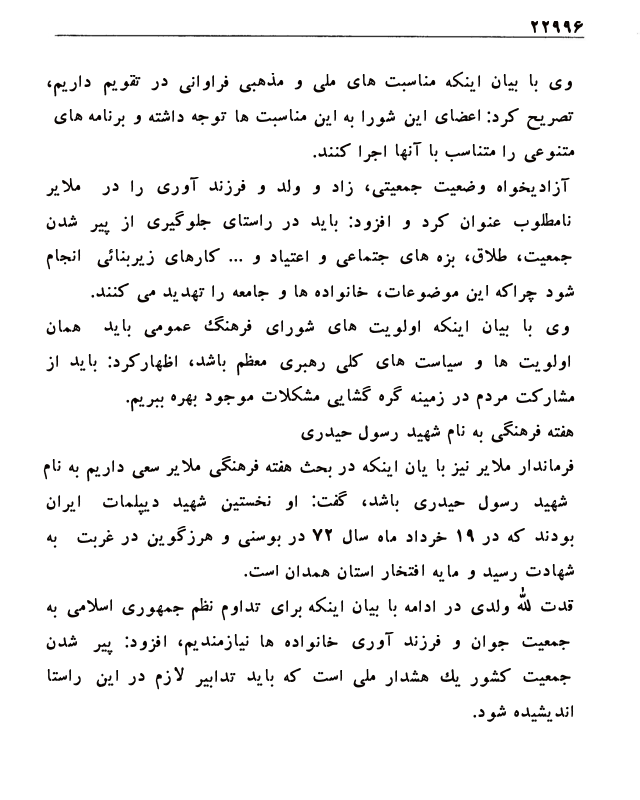 ۲۲۹۹۶
وی با بیان اینکه مناسبت های ملی و مذهبی فراوانی در تقویم داریم،
تصریح کرد: اعضای این شورا به این مناسبت ها توجه داشته و برنامه های
متنوعی را متناسب با آنها اجرا کنند.
آزادیخواه وضعیت جمعیتی، زاد و ولد و فرزند آوری را در ملایر
نامطلوب عنوان کرد و افزود: باید در راستای جلوگیری از پیر شدن
جمعیت، طلاق، بزه های جتماعی و اعتیاد و ... کارهای زیربنائی انجام
شود چراکه این موضوعات، خانواده ها و جامعه را تهدید می کنند.
وی با بیان اینکه اولویت های شورای فرهنگ عمومی باید همان
اولویت ها و سیاست های کلی رهبری معظم باشد، اظهارکرد: باید از
مشارکت مردم در زمینه گره گشایی مشکلات موجود بهره ببریم.
هفته فرهنگی به نام شهید رسول حیدری
فرماندار ملایر نیز با یان اینکه در بحث هفته فرهنگی ملایر سعی داریم به نام
شهید رسول حیدری باشد، گفت: او نخستین شهید دیپلمات ایران
بودند که در ۱۹ خرداد ماه سال ۷۲ در بوسنی و هرزگوین در غربت به
شهادت رسید و مایه افتخار استان همدان است.
قدت لله ولدی در ادامه با بیان اینکه برای تداوم نظم جمهوری اسلامی به
جمعیت جوان و فرزند آوری خانواده ها نیازمندیم، افزود: پیر شدن
جمعیت کشور یك هشدار ملی است که باید تدابیر لازم در این راستا
اندیشیده شود.